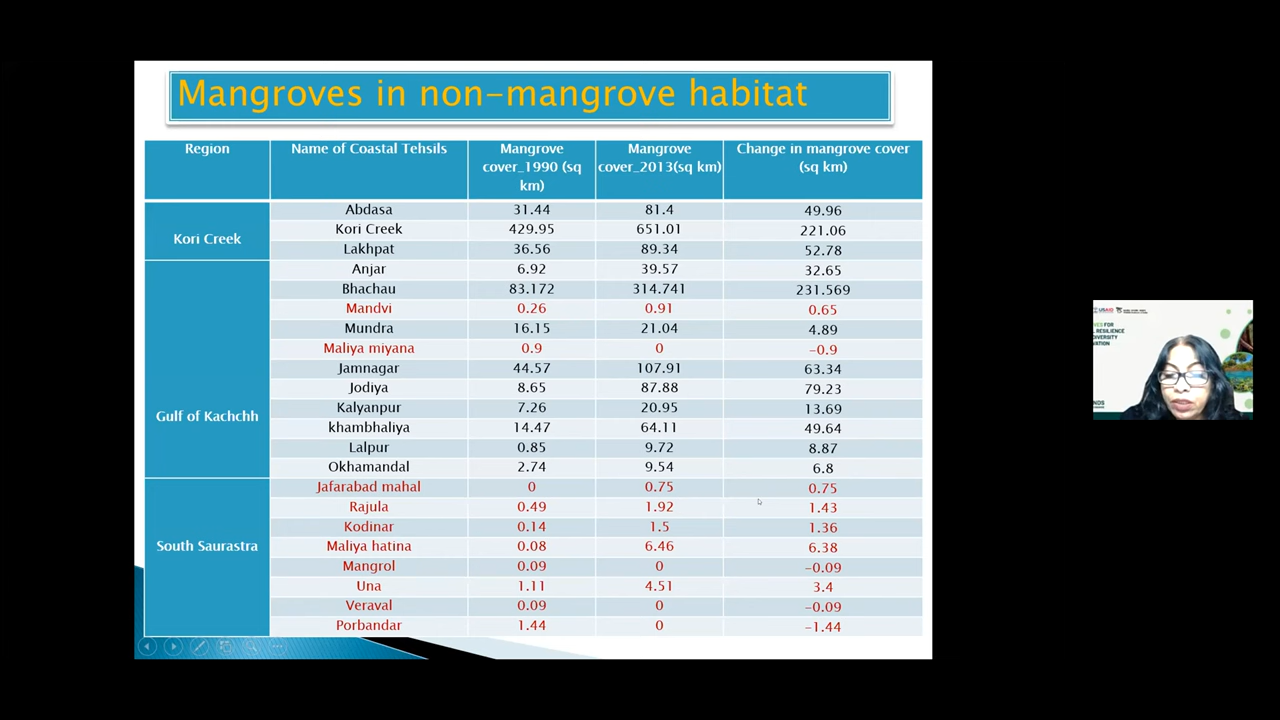 Mangroves in non-mangrove habitat
Region Name of Coastal Tehsils Mangrove cover_1990 (sq km) Mangrove cover_2013(sq km) Change in mangrove cover (sq km)
Kori Creek
Abdasa 31.44 81.4 49.96
Kori Creek 429.95 651.01 221.06
Lakhpat 36.56 89.34 52.78
Gulf of Kachchh
Anjar 6.92 39.57 32.65
Bhachau 83.172 314.741 231.569
Mandvi 0.26 0.91 0.65
Mundra 16.15 21.04 4.89
Maliya miyana 0.9 0 -0.9
Jamnagar 44.57 107.91 63.34
Jodiya 8.65 87.88 79.23
Kalyanpur 7.26 20.95 13.69
khambhaliya 14.47 64.11 49.64
Lalpur 0.85 9.72 8.87
Okhamandal 2.74 9.54 6.8
South Saurastra
Jafarabad mahal 0 0.75 0.75
Rajula 0.49 1.92 1.43
Kodinar 0.14 1.5 1.36
Maliya hatina 0.08 6.46 6.38
Mangrol 0.09 0 -0.09
Una 1.11 4.51 3.4
Veraval 0.09 0 -0.09
Porbandar 1.44 0 -1.44
USAID
FOR
RESILIENCE